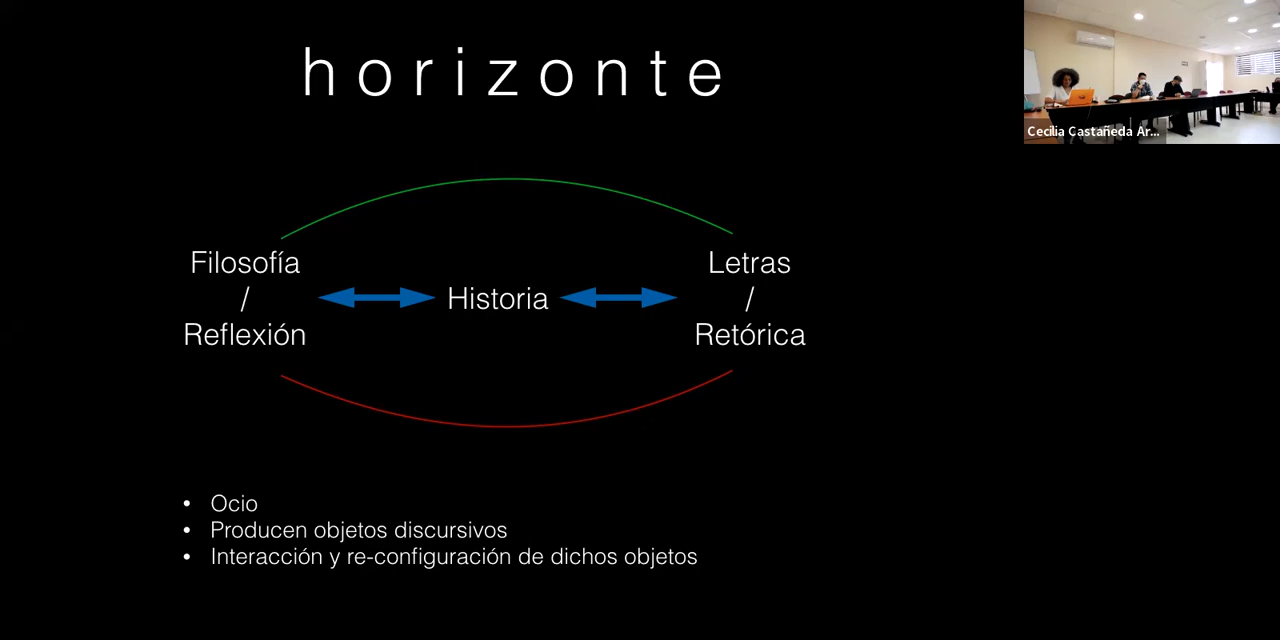 h o r i z o n t e
Cecilia Castañeda Ar...
Filosofía
/
Reflexión
Historia
Letras
/
Retórica
• Ocio
• Producen objetos discursivos
• Interacción y re-configuración de dichos objetos